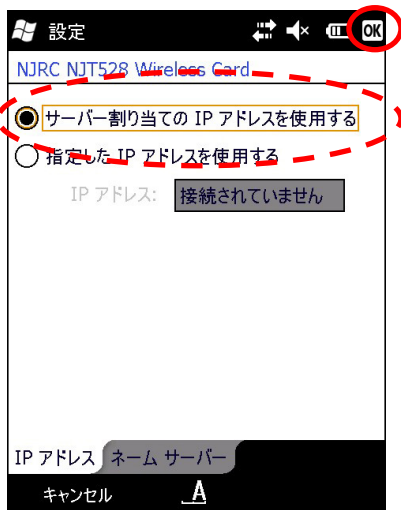 設定
OK
NJRC NJT528 Wireless Card
サーバー割り当ての IP アドレスを使用する
指定した IP アドレスを使用する
IP アドレス: 接続されていません
IP アドレス ネーム サーバー
キャンセル A